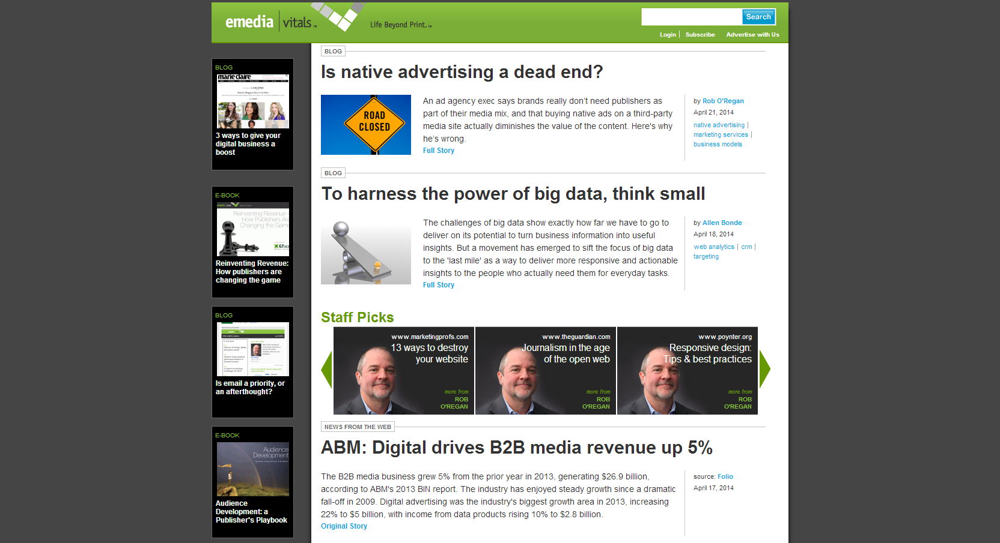 emedia vitals™
Life Beyond Print.™
Search
Login
Subscribe
Advertise with Us
BLOG
marie claire
LANCÔME
3 ways to give your
digital business a
boost
E-BOOK
emedia vitals
Reinventing Revenue -
How Publishers Are
Changing the Game
GTxcel
Reinventing Revenue:
How publishers are
changing the game
BLOG
Is email a priority, or
an afterthought?
E-BOOK
Audience
Development
Audience
Development: a
Publisher's Playbook
BLOG
Is native advertising a dead end?
ROAD
CLOSED
An ad agency exec says brands really don't need publishers as
part of their media mix, and that buying native ads on a third-party
media site actually diminishes the value of the content. Here's why
he's wrong.
Full Story
by Rob O'Regan
April 21, 2014
native advertising |
marketing services |
business models
BLOG
To harness the power of big data, think small
The challenges of big data show exactly how far we have to go to
deliver on its potential to turn business information into useful
insights. But a movement has emerged to sift the focus of big data
to the 'last mile' as a way to deliver more responsive and actionable
insights to the people who actually need them for everyday tasks.
Full Story
by Allen Bonde
April 18, 2014
web analytics | crm |
targeting
Staff Picks
www.marketingprofs.com
13 ways to destroy
your website
more from
ROB
O'REGAN
www.theguardian.com
Journalism in the age
of the open web
more from
ROB
O'REGAN
www.poynter.org
Responsive design:
Tips & best practices
more from
ROB
O'REGAN
NEWS FROM THE WEB
ABM: Digital drives B2B media revenue up 5%
The B2B media business grew 5% from the prior year in 2013, generating $26.9 billion,
according to ABM's 2013 BIN report. The industry has enjoyed steady growth since a dramatic
fall-off in 2009. Digital advertising was the industry's biggest growth area in 2013, increasing
22% to $5 billion, with income from data products rising 10% to $2.8 billion.
Original Story
source: Folio
April 17, 2014